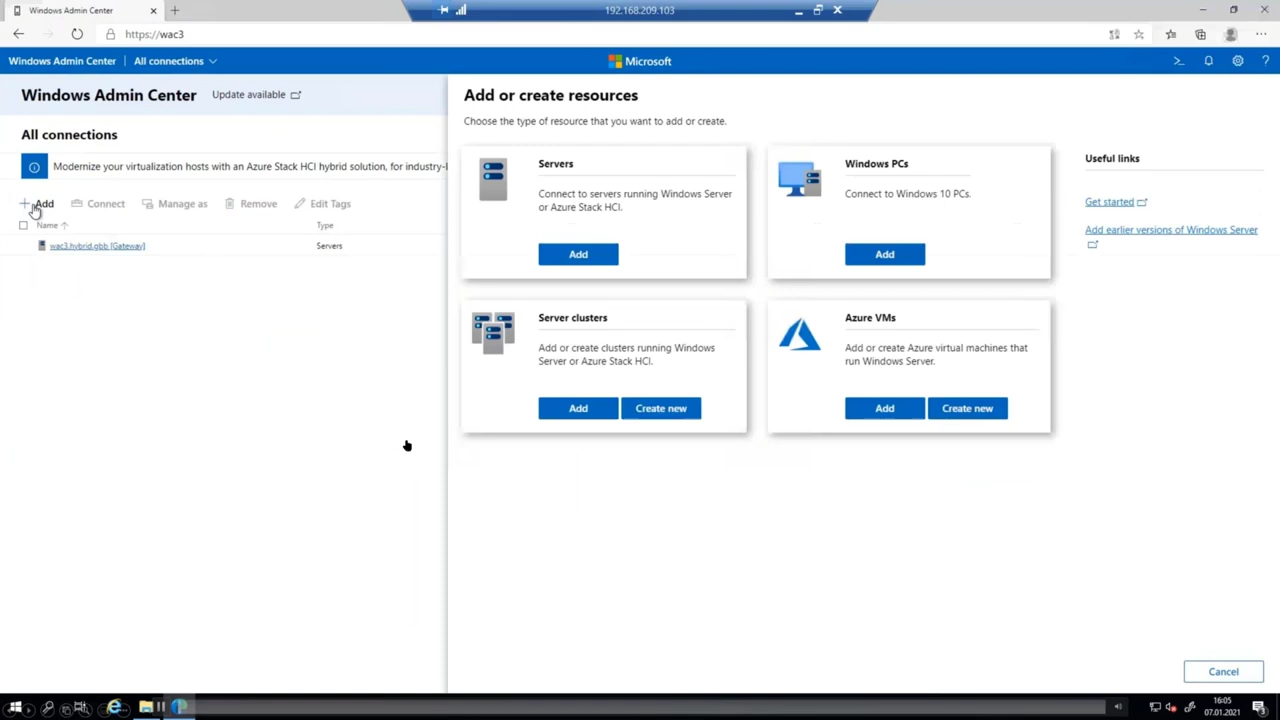 Windows Admin Center
192.168.209.103
https://wac3
Windows Admin Center
All connections
Microsoft
Windows Admin Center
Update available
All connections
Modernize your virtualization hosts with an Azure Stack HCI hybrid solution, for industry-l
Add
Connect
Manage as
Remove
Edit Tags
Name
Type
wac3.hybrid.gbb [Gateway]
Servers
Add or create resources
Choose the type of resource that you want to add or create.
Servers
Connect to servers running Windows Server
or Azure Stack HCI.
Add
Windows PCs
Connect to Windows 10 PCs.
Add
Server clusters
Add or create clusters running Windows
Server or Azure Stack HCI.
Add
Create new
Azure VMs
Add or create Azure virtual machines that
run Windows Server.
Add
Create new
Useful links
Get started
Add earlier versions of Windows Server
Cancel
16:05
07.01.2021